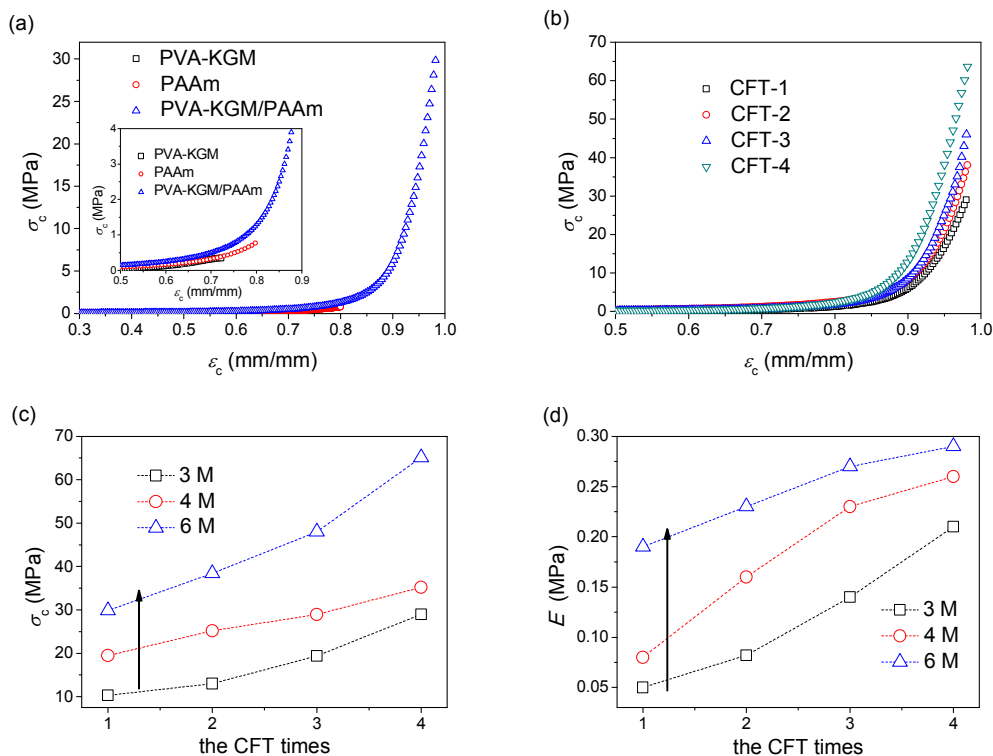 (a)
30
25
20
15
10
5
0
σc (MPa)
PVA-KGM
PAAm
PVA-KGM/PAAm
4
3
2
1
0
σc (MPa)
PVA-KGM
PAAm
PVA-KGM/PAAm
0.5 0.6 0.7 0.8 0.9
εc (mm/mm)
0.3 0.4 0.5 0.6 0.7 0.8 0.9 1.0
εc (mm/mm)
(b)
70
60
50
40
30
20
10
0
σc (MPa)
CFT-1
CFT-2
CFT-3
CFT-4
0.5 0.6 0.7 0.8 0.9 1.0
εc (mm/mm)
(c)
70
60
50
40
30
20
10
σc (MPa)
3 M
4 M
6 M
1 2 3 4
the CFT times
(d)
0.30
0.25
0.20
0.15
0.10
0.05
E (MPa)
3 M
4 M
6 M
1 2 3 4
the CFT times